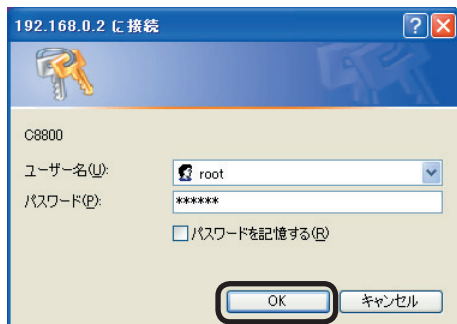 192.168.0.2 に接続
C8800
ユーザー名(U):
root
パスワード(P):
******
パスワードを記憶する(R)
OK
キャンセル